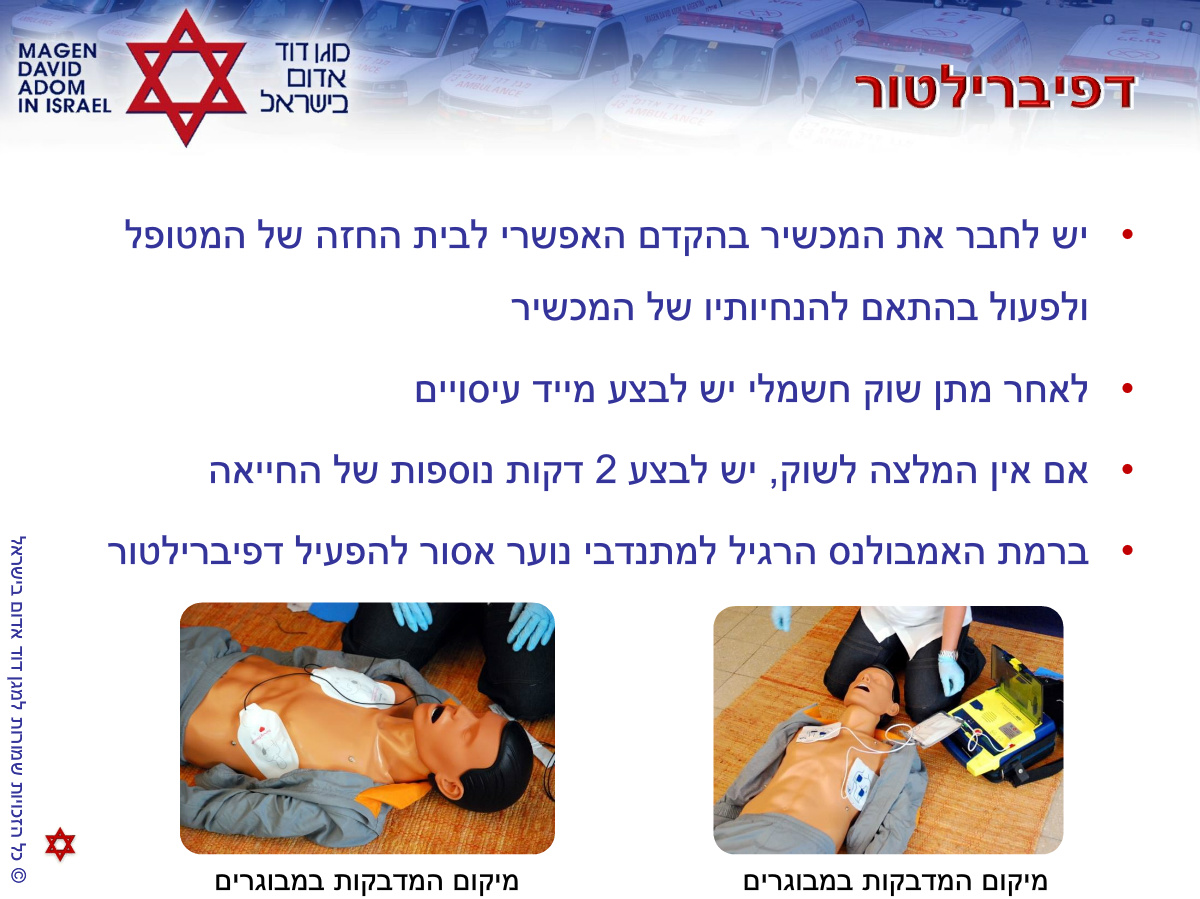 MAGEN
DAVID
ADOM
IN ISRAEL
מגן דוד
אדום
בישראל
דפיברילטור
• יש לחבר את המכשיר בהקדם האפשרי לבית החזה של המטופל
ולפעול בהתאם להנחיותיו של המכשיר
• לאחר מתן שוק חשמלי יש לבצע מייד עיסויים
• אם אין המלצה לשוק, יש לבצע 2 דקות נוספות של החייאה
• ברמת האמבולנס הרגיל למתנדבי נוער אסור להפעיל דפיברילטור
מיקום המדבקות במבוגרים
מיקום המדבקות במבוגרים
© כל הזכויות שמורות למגן דוד אדום בישראל